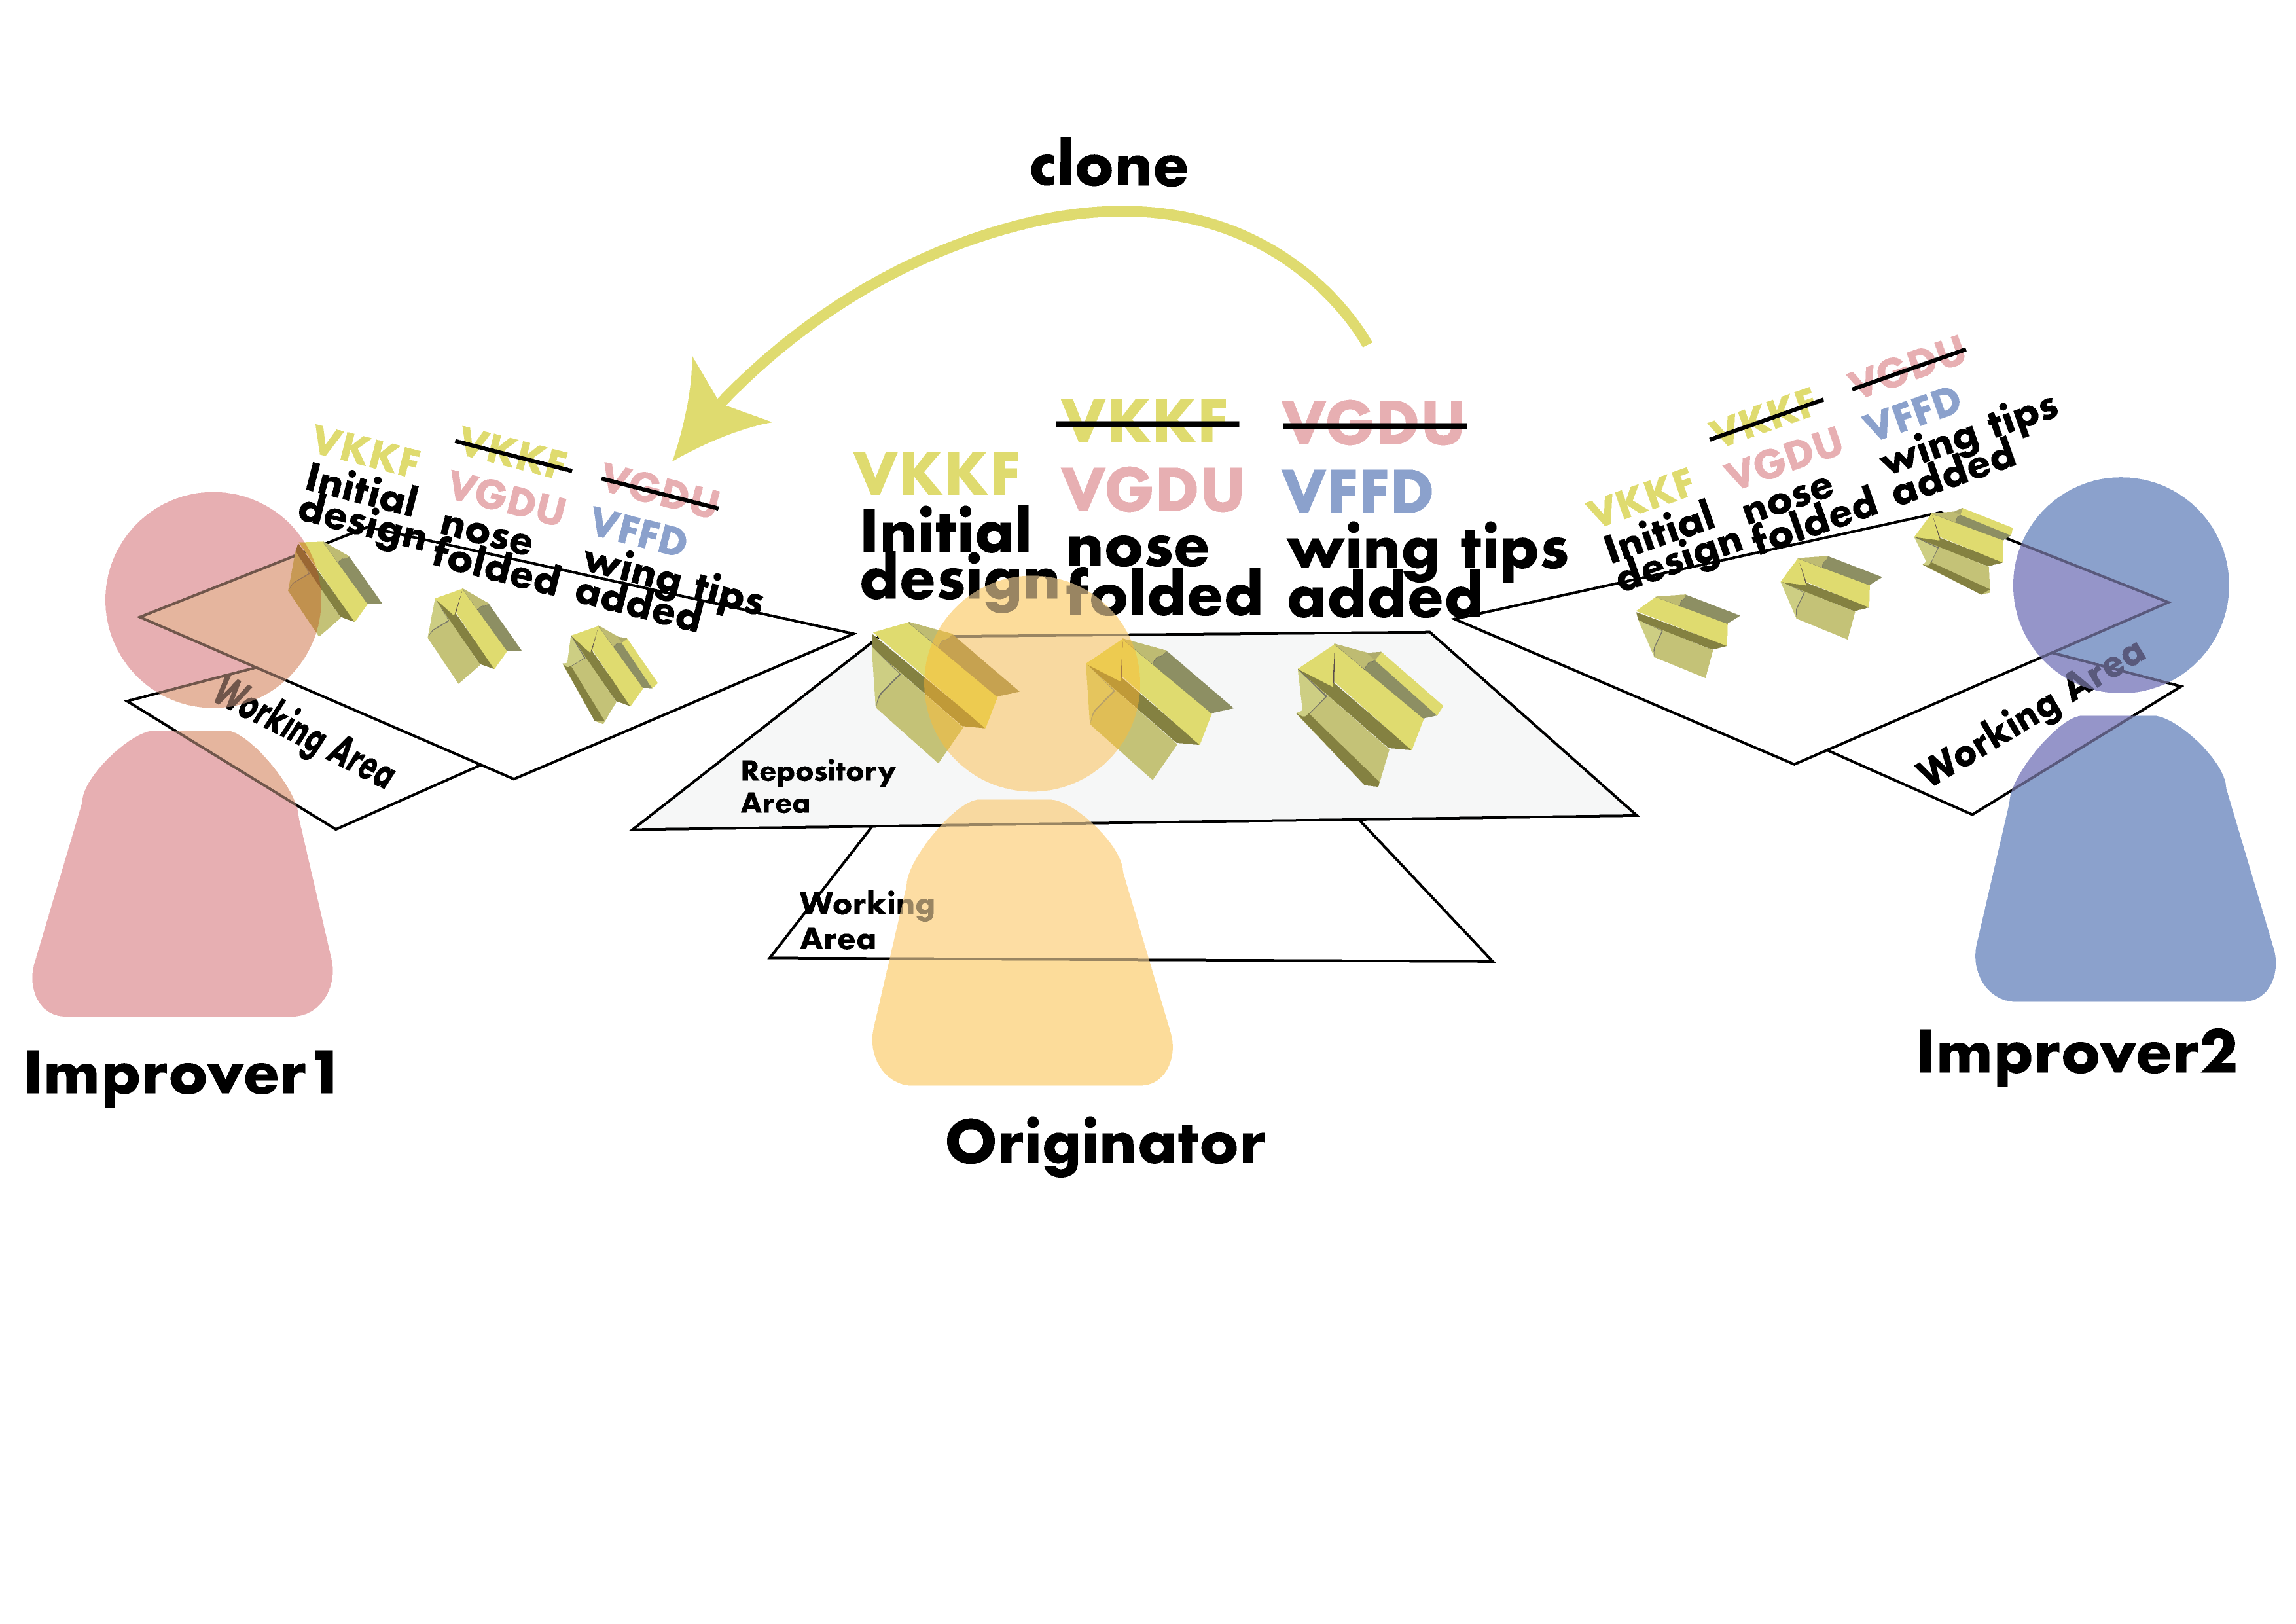 clone
VKKF
VKKF
VGDU
VGDU
VFFD
Initial
design
nose
folded
wing tips
added
Working Area
VKKF
VKKF
VGDU
VGDU
VFFD
Initial
design
nose
folded
wing tips
added
Repository
Area
Working
Area
VKKF
VKKF
VGDU
VGDU
VFFD
Initial
design
nose
folded
wing tips
added
Working Area
Improver1
Originator
Improver2